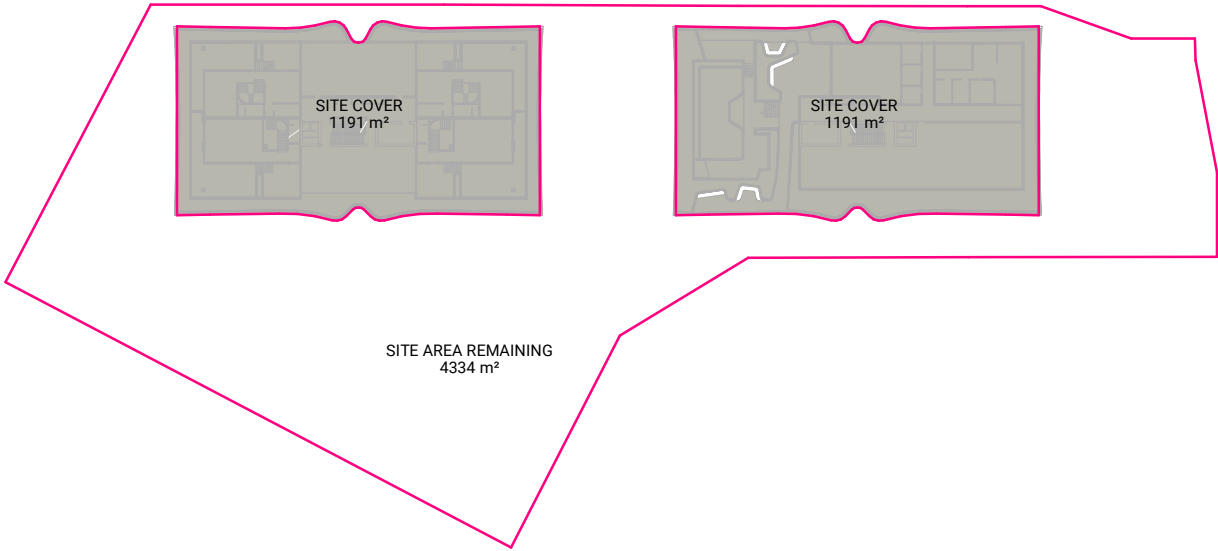 SITE COVER
1191 m²
SITE COVER
1191 m²
SITE AREA REMAINING
4334 m²